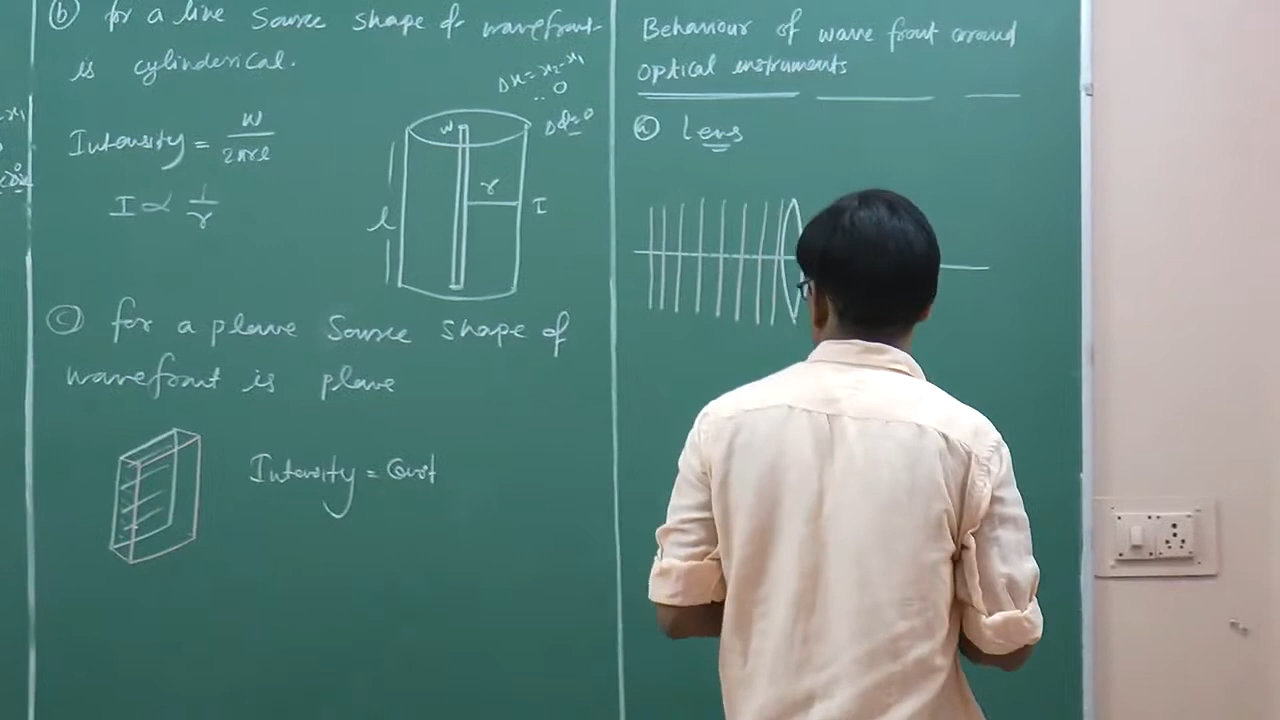 (b) for a line Source shape of wavefront
is cylinderical.
Δx = x2-x1
.. 0
Δφ=0
Intensity = w/2πrl
I ∝ 1/r
w
r
I
l
(c) for a plane Source shape of
wavefront is plane
Intensity = Const
-x1
Behaviour of wave front around
optical instruments
(a) lens